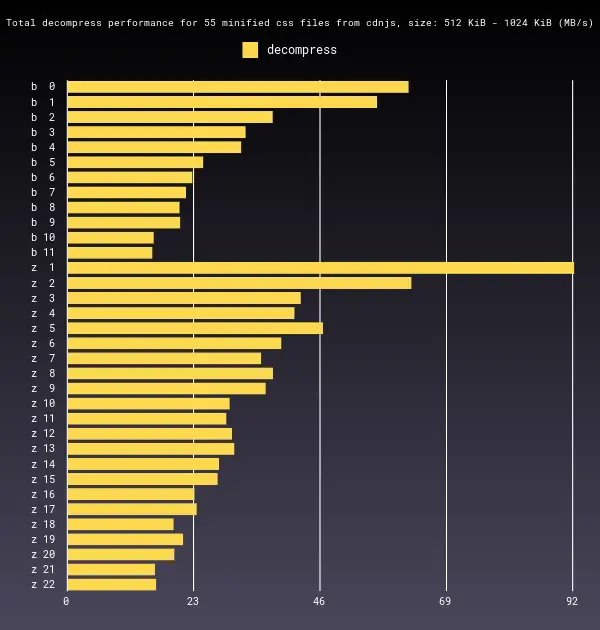 Total decompress performance for 55 minified css files from cdnjs, size: 512 KiB - 1024 KiB (MB/s)
decompress
b 0
b 1
b 2
b 3
b 4
b 5
b 6
b 7
b 8
b 9
b 10
b 11
z 1
z 2
z 3
z 4
z 5
z 6
z 7
z 8
z 9
z 10
z 11
z 12
z 13
z 14
z 15
z 16
z 17
z 18
z 19
z 20
z 21
z 22
0 23 46 69 92